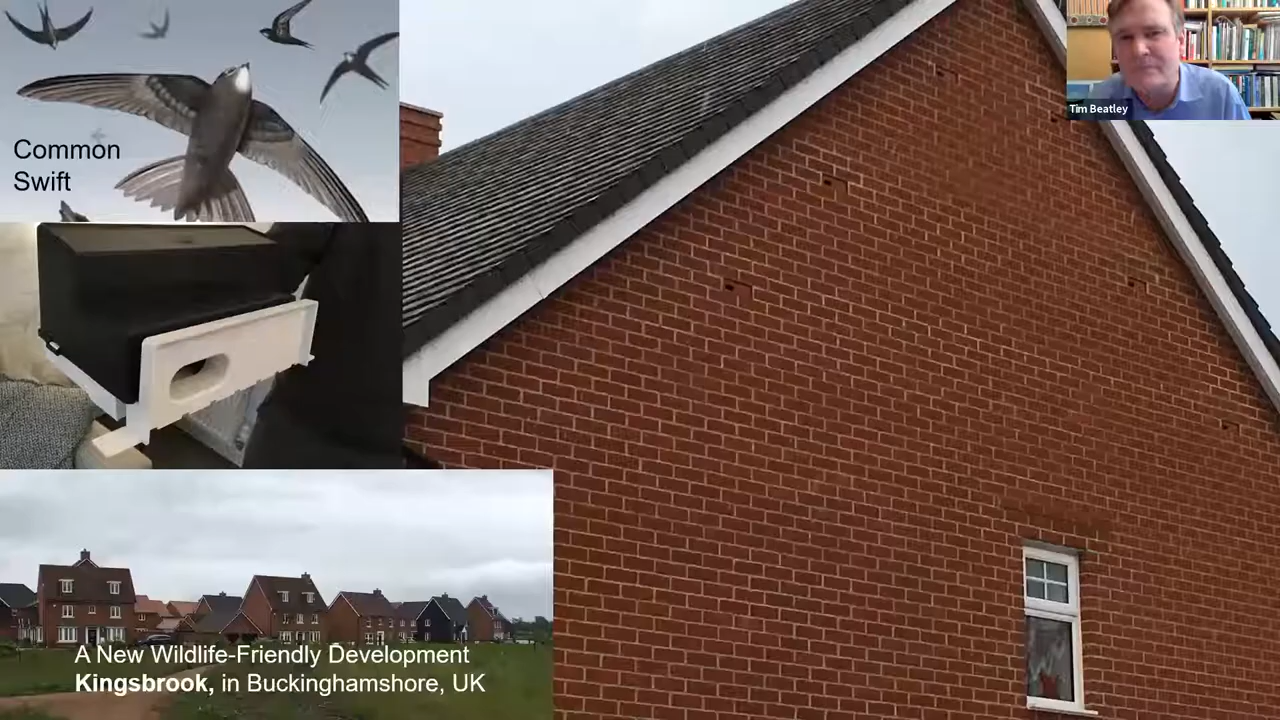 Common
Swift
Tim Beatley
A New Wildlife-Friendly Development
Kingsbrook, in Buckinghamshore, UK